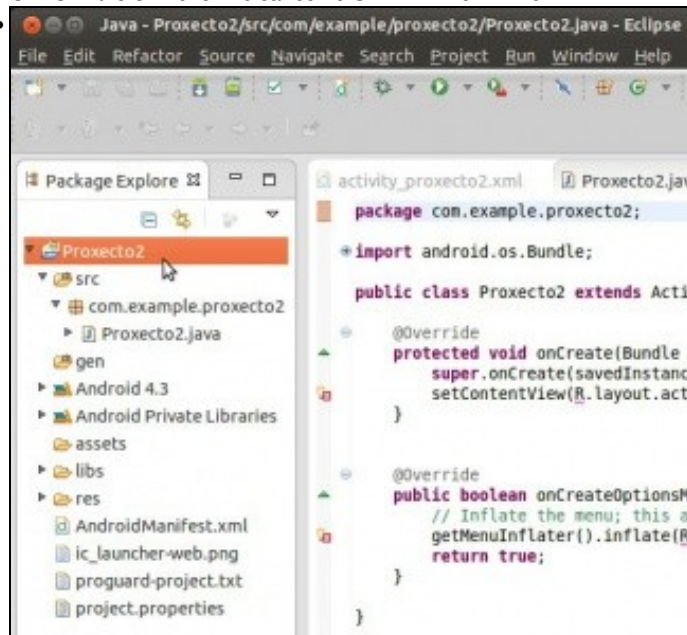 Java - Proxecto2/src/com/example/proxecto2/Proxecto2.java - Eclipse
File Edit Refactor Source Navigate Search Project Run Window Help
Package Explore
activity_proxecto2.xml
Proxecto2.jav
Proxecto2
src
com.example.proxecto2
Proxecto2.java
gen
Android 4.3
Android Private Libraries
assets
libs
res
AndroidManifest.xml
ic_launcher-web.png
proguard-project.txt
project.properties
package com.example.proxecto2;
import android.os.Bundle;
public class Proxecto2 extends Acti
@Override
protected void onCreate(Bundle
super.onCreate(savedInstanc
setContentView(R.layout.act
}
@Override
public boolean onCreateOptionsM
// Inflate the menu; this a
getMenuInflater().inflate(R
return true;
}
}